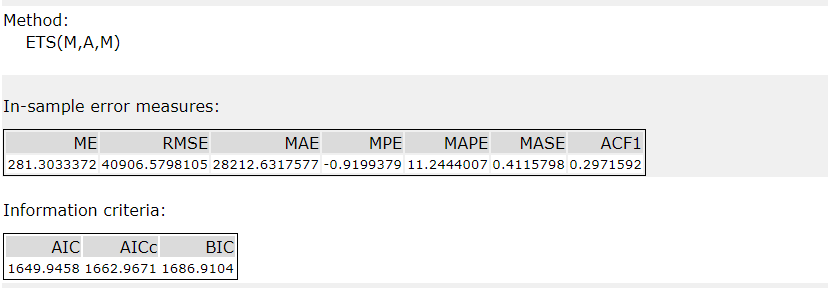 Method:
ETS(M,A,M)
In-sample error measures:
ME RMSE MAE MPE MAPE MASE ACF1
281.3033372 40906.5798105 28212.6317577 -0.9199379 11.2444007 0.4115798 0.2971592
Information criteria:
AIC AICc BIC
1649.9458 1662.9671 1686.9104